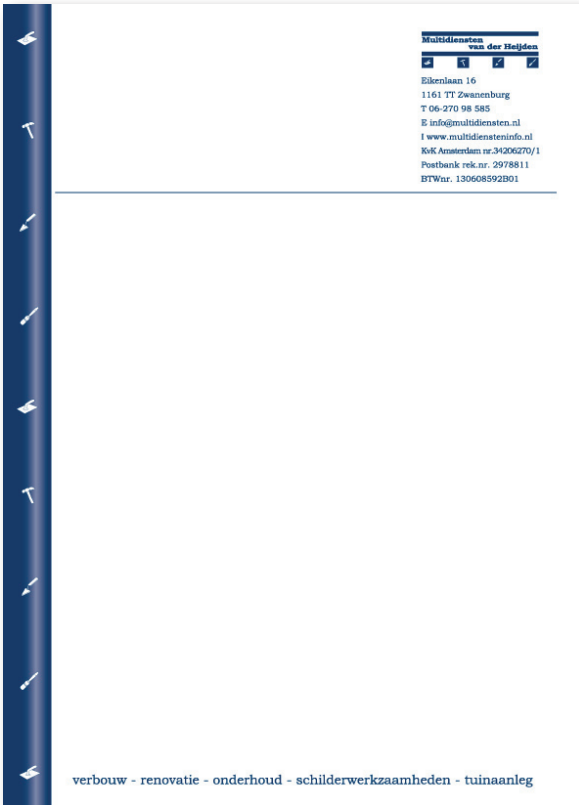 Multidiensten
van der Heijden
Eikenlaan 16
1161 TT Zwanenburg
T 06-270 98 585
E info@multidiensten.nl
I www.multidiensteninfo.nl
KvK Amsterdam nr.34206270/1
Postbank rek.nr. 2978811
BTWnr. 130608592B01
verbouw - renovatie - onderhoud - schilderwerkzaamheden - tuinaanleg